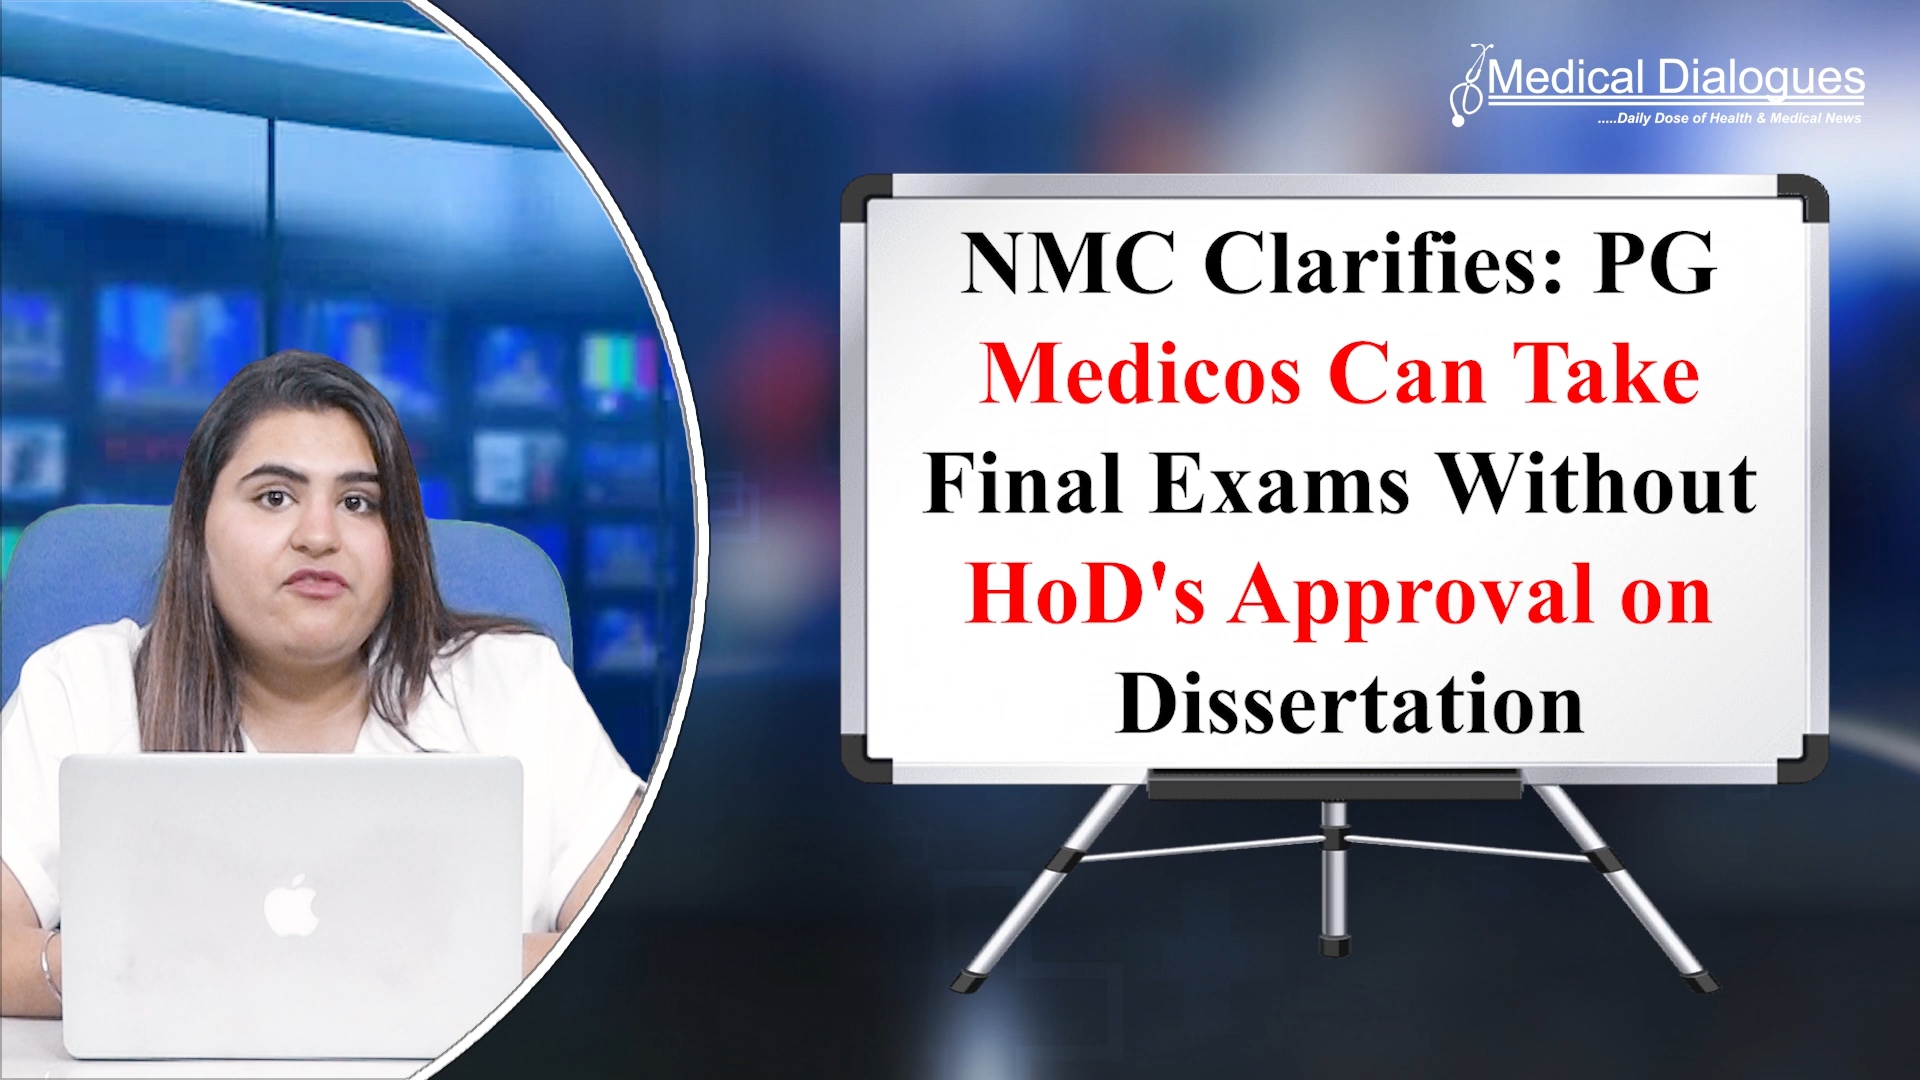 Medical Dialogues
.....Daily Dose of Health & Medical News
NMC Clarifies: PG
Medicos Can Take
Final Exams Without
HoD's Approval on
Dissertation